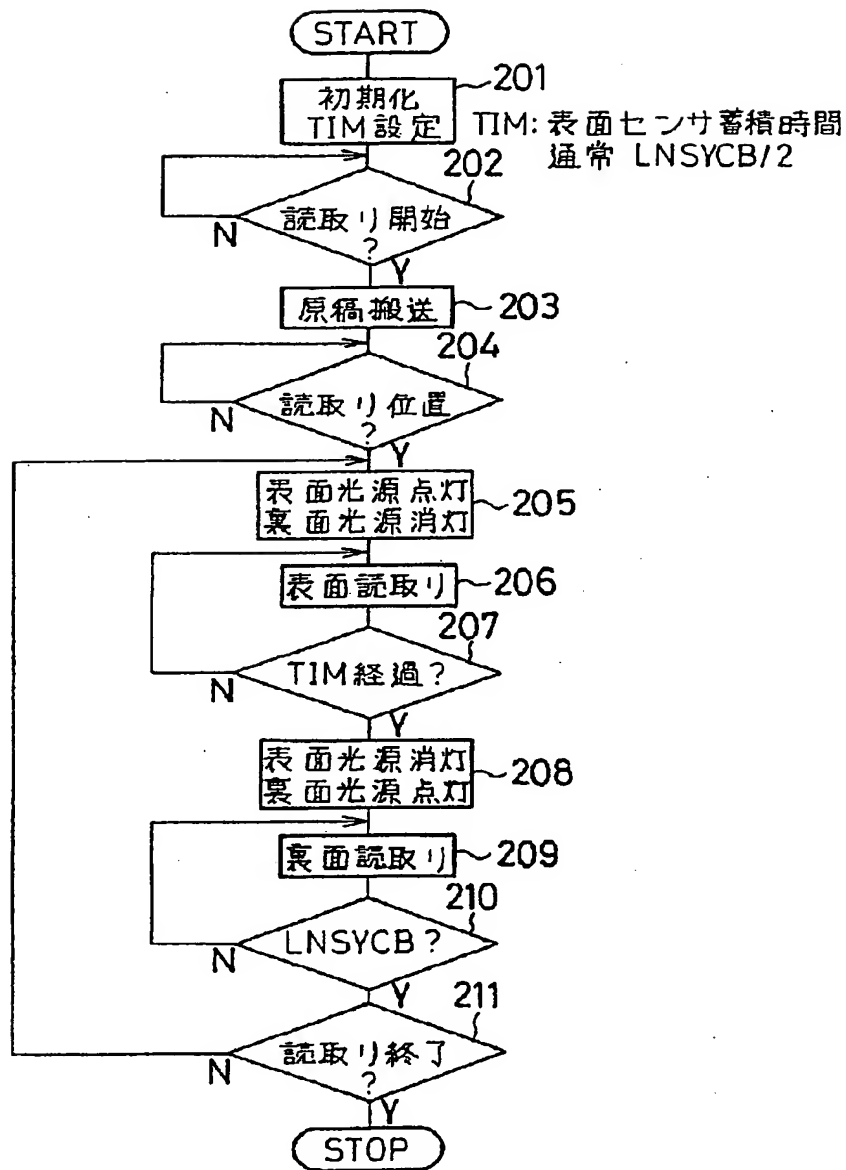 START
201
初期化
TIM設定
TIM: 表面センサ蓄積時間
通常 LNSYCB/2
202
読取り開始
?
N
Y
原稿搬送
203
204
読取り位置
?
N
Y
表面光源点灯
裏面光源消灯
205
表面読取り
206
207
TIM経過?
N
Y
表面光源消灯
裏面光源点灯
208
裏面読取り
209
210
LNSYCB?
N
Y
211
読取り終了
?
N
Y
STOP